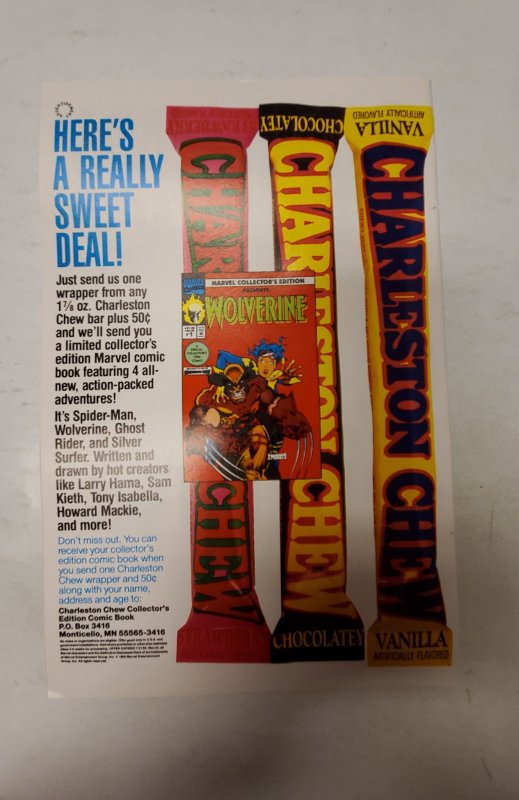 HERE'S
A REALLY
SWEET
DEAL!
Just send us one
wrapper from any
1⅞ oz. Charleston
Chew bar plus 50¢
and we'll send you
a limited collector's
edition Marvel comic
book featuring 4 all-
new, action-packed
adventures!
It's Spider-Man,
Wolverine, Ghost
Rider, and Silver
Surfer. Written and
drawn by hot creators
like Larry Hama, Sam
Kieth, Tony Isabella,
Howard Mackie,
and more!
Don't miss out. You can
receive your collector's
edition comic book when
you send one Charleston
Chew wrapper and 50¢
along with your name,
address and age to:
Charleston Chew Collector's
Edition Comic Book
P.O. Box 3416
Monticello, MN 55565-3416
STRAWBERRY
CHARLESTON CHEW
STRAWBERRY
CHOCOLATEY
CHARLESTON CHEW
CHOCOLATEY
VANILLA
ARTIFICIALLY FLAVORED
CHARLESTON CHEW
VANILLA
ARTIFICIALLY FLAVORED
MARVEL COLLECTOR'S EDITION
WOLVERINE
#1